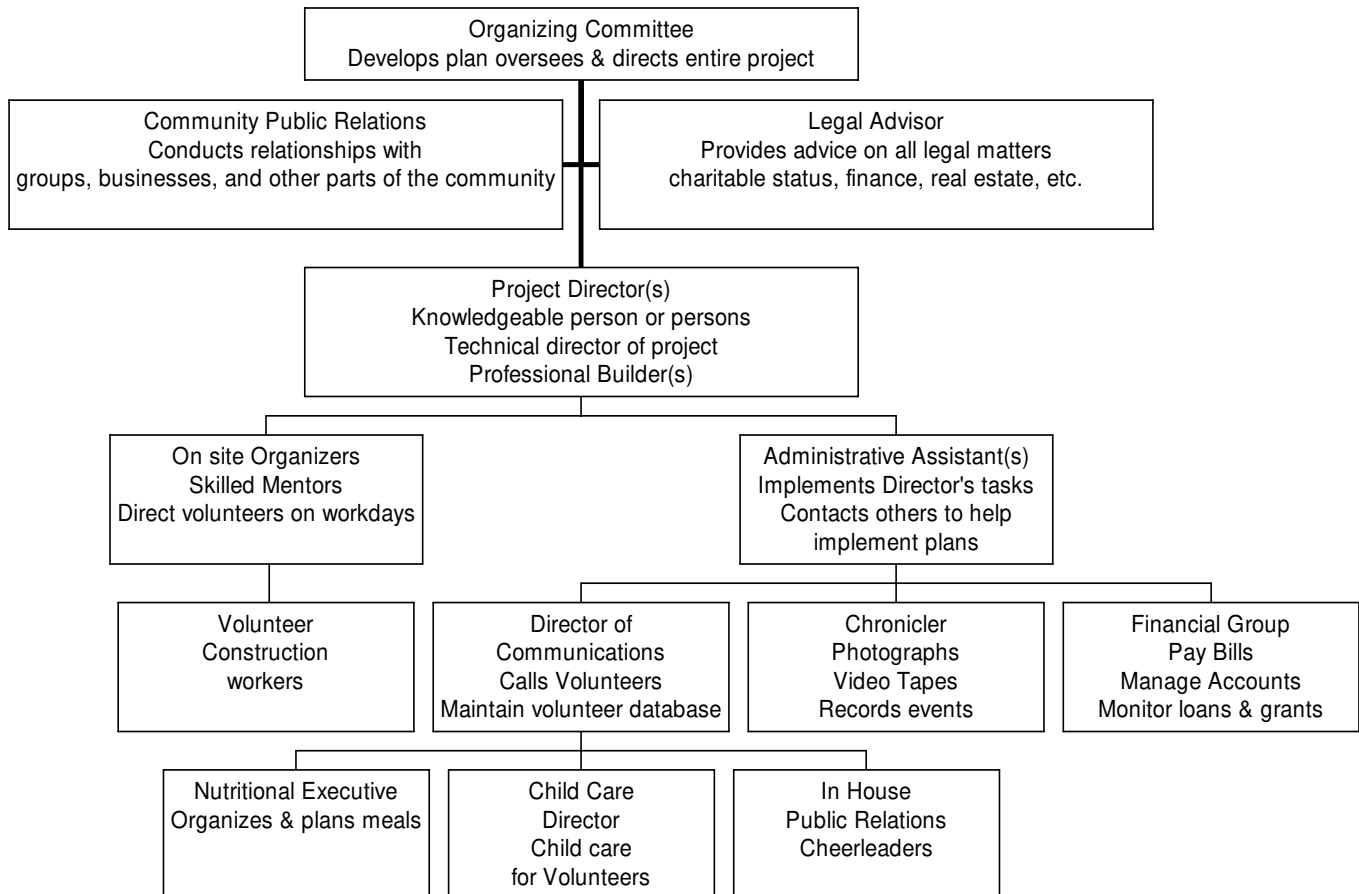 Organizing Committee
Develops plan oversees & directs entire project
Community Public Relations
Conducts relationships with
groups, businesses, and other parts of the community
Legal Advisor
Provides advice on all legal matters
charitable status, finance, real estate, etc.
Project Director(s)
Knowledgeable person or persons
Technical director of project
Professional Builder(s)
On site Organizers
Skilled Mentors
Direct volunteers on workdays
Administrative Assistant(s)
Implements Director's tasks
Contacts others to help
implement plans
Volunteer
Construction
workers
Director of
Communications
Calls Volunteers
Maintain volunteer database
Chronicler
Photographs
Video Tapes
Records events
Financial Group
Pay Bills
Manage Accounts
Monitor loans & grants
Nutritional Executive
Organizes & plans meals
Child Care
Director
Child care
for Volunteers
In House
Public Relations
Cheerleaders